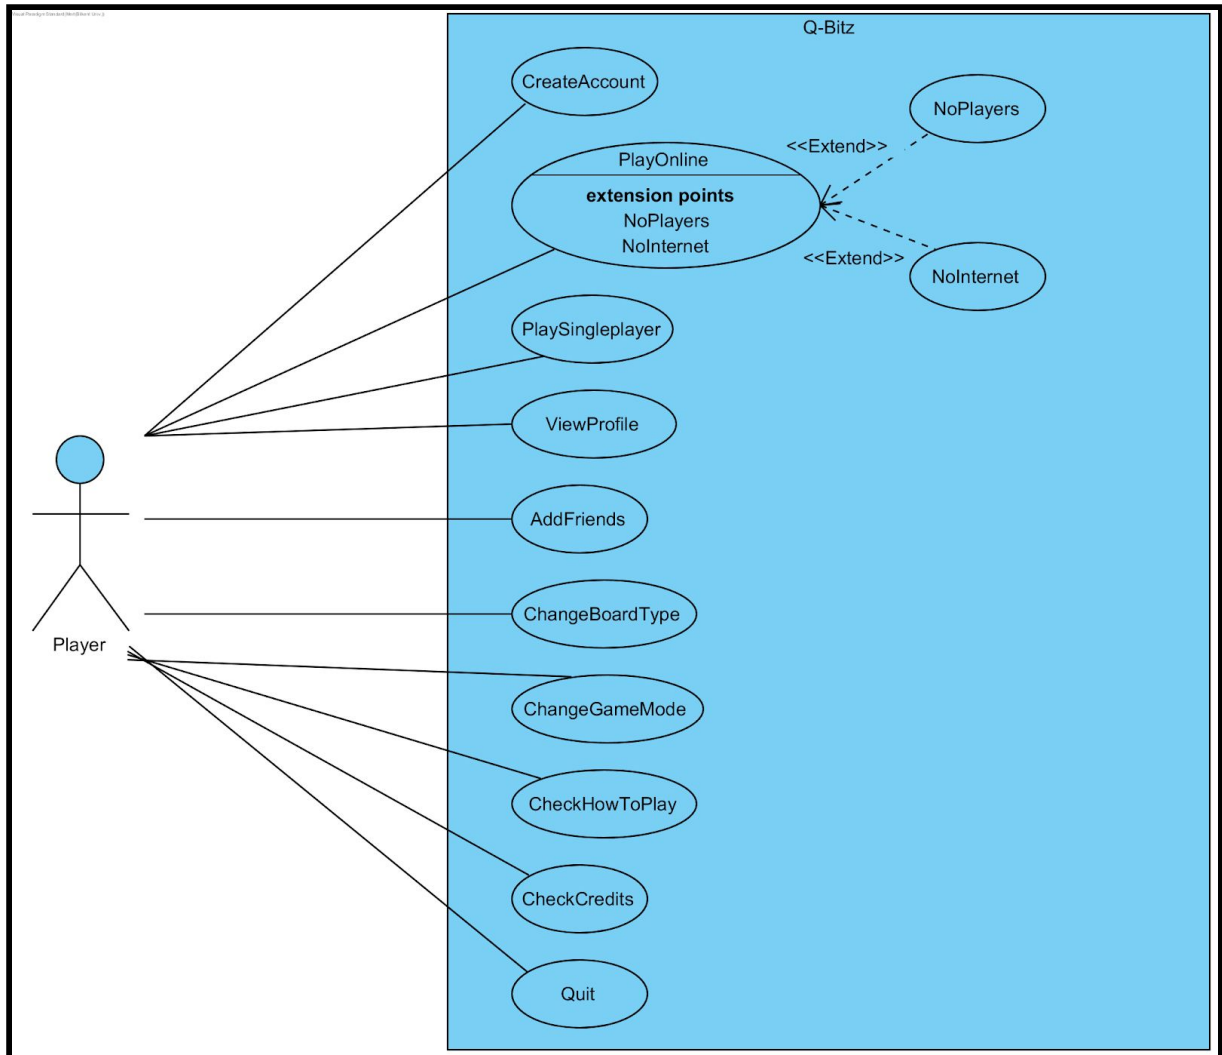 Q-Bitz
CreateAccount
NoPlayers
<<Extend>>
PlayOnline
extension points
NoPlayers
NoInternet
<<Extend>>
NoInternet
PlaySingleplayer
ViewProfile
AddFriends
ChangeBoardType
Player
ChangeGameMode
CheckHowToPlay
CheckCredits
Quit